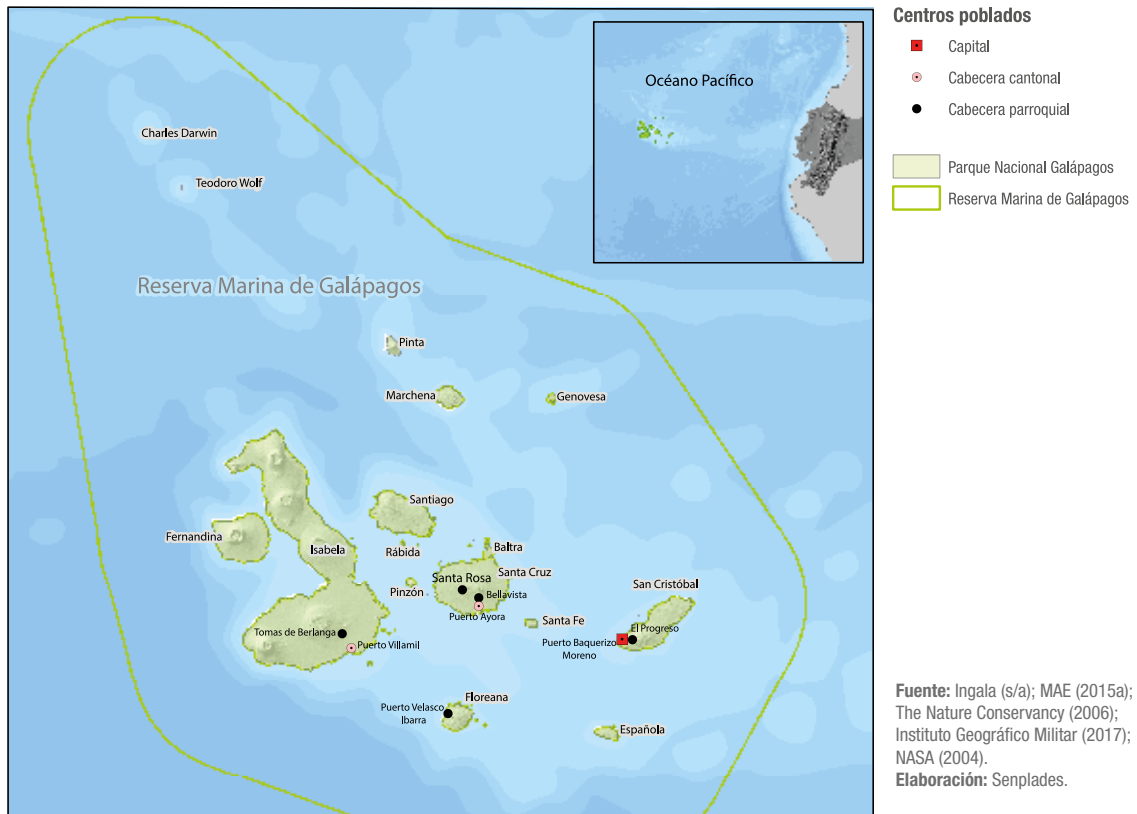 Centros poblados
Capital
Cabecera cantonal
Cabecera parroquial
Parque Nacional Galápagos
Reserva Marina de Galápagos
Océano Pacífico
Charles Darwin
Teodoro Wolf
Reserva Marina de Galápagos
Pinta
Marchena
Genovesa
Santiago
Fernandina
Isabela
Rábida
Baltra
Santa Cruz
Santa Rosa
Pinzón
Bellavista
San Cristóbal
Puerto Ayora
Santa Fe
El Progreso
Tomas de Berlanga
Puerto Villamil
Puerto Baquerizo
Moreno
Floreana
Puerto Velasco
Ibarra
Española
Fuente: Ingala (s/a); MAE (2015a);
The Nature Conservancy (2006);
Instituto Geográfico Militar (2017);
NASA (2004).
Elaboración: Senplades.